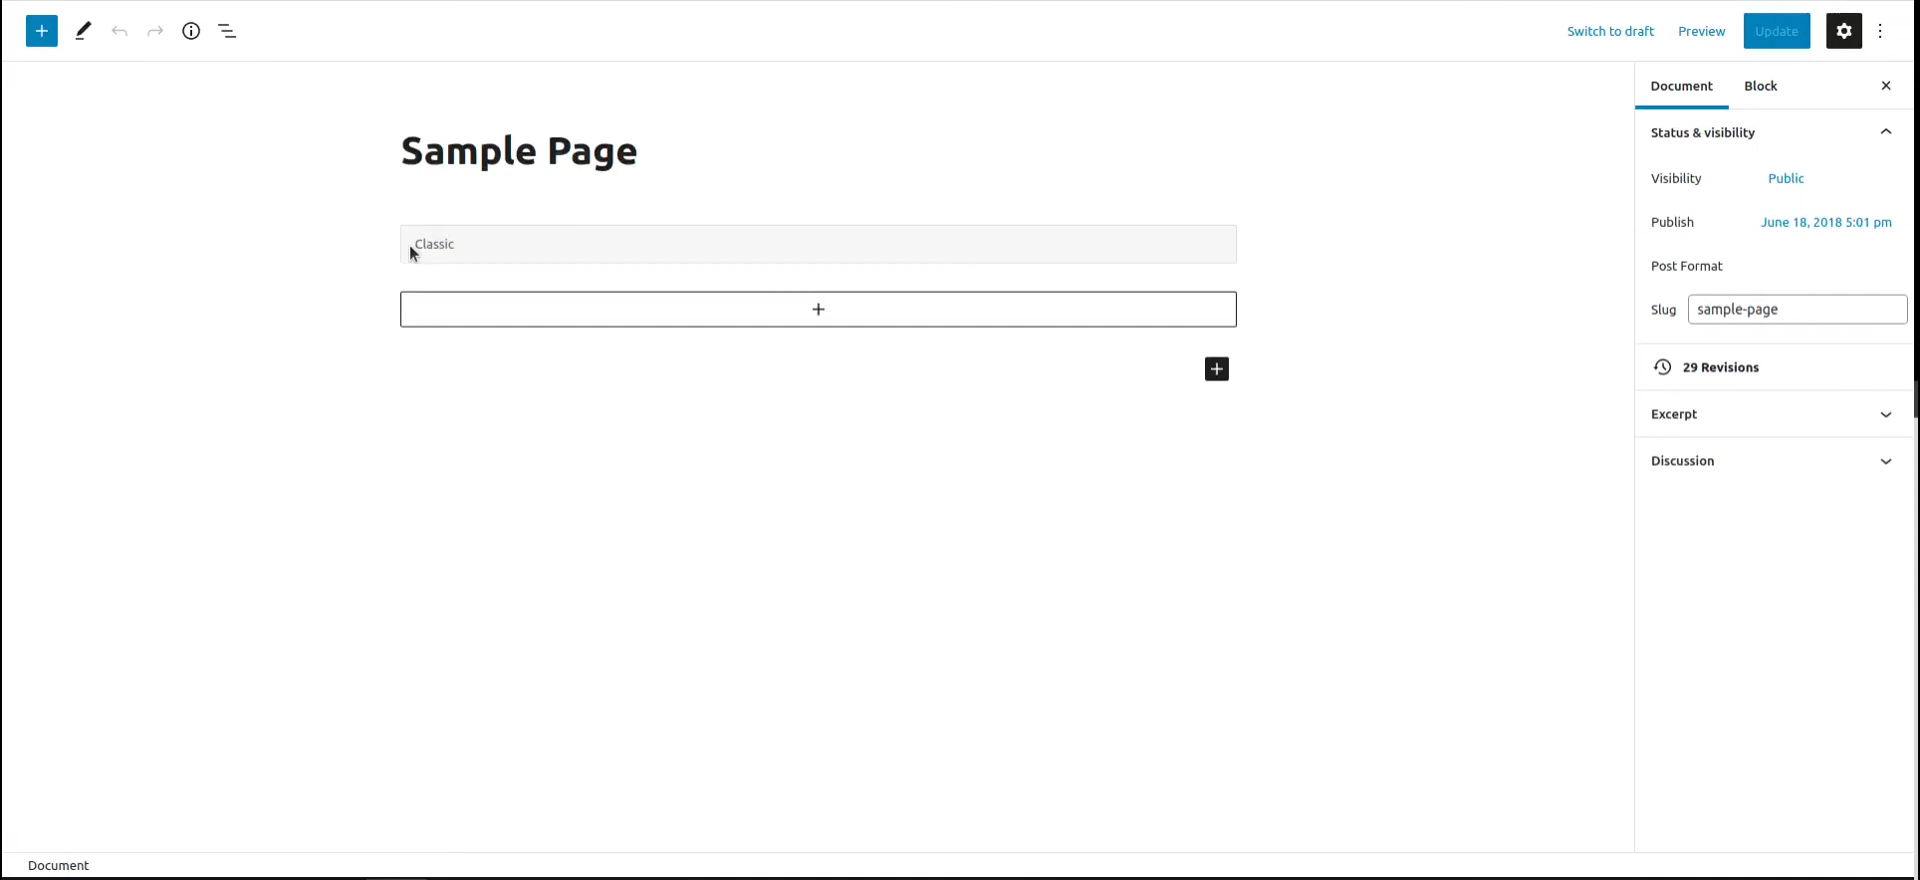 Switch to draft Preview Update
Document Block
Sample Page
Status & visibility
Visibility Public
Classic
Publish June 18, 2018 5:01 pm
Post Format
Slug sample-page
29 Revisions
Excerpt
Discussion
Document